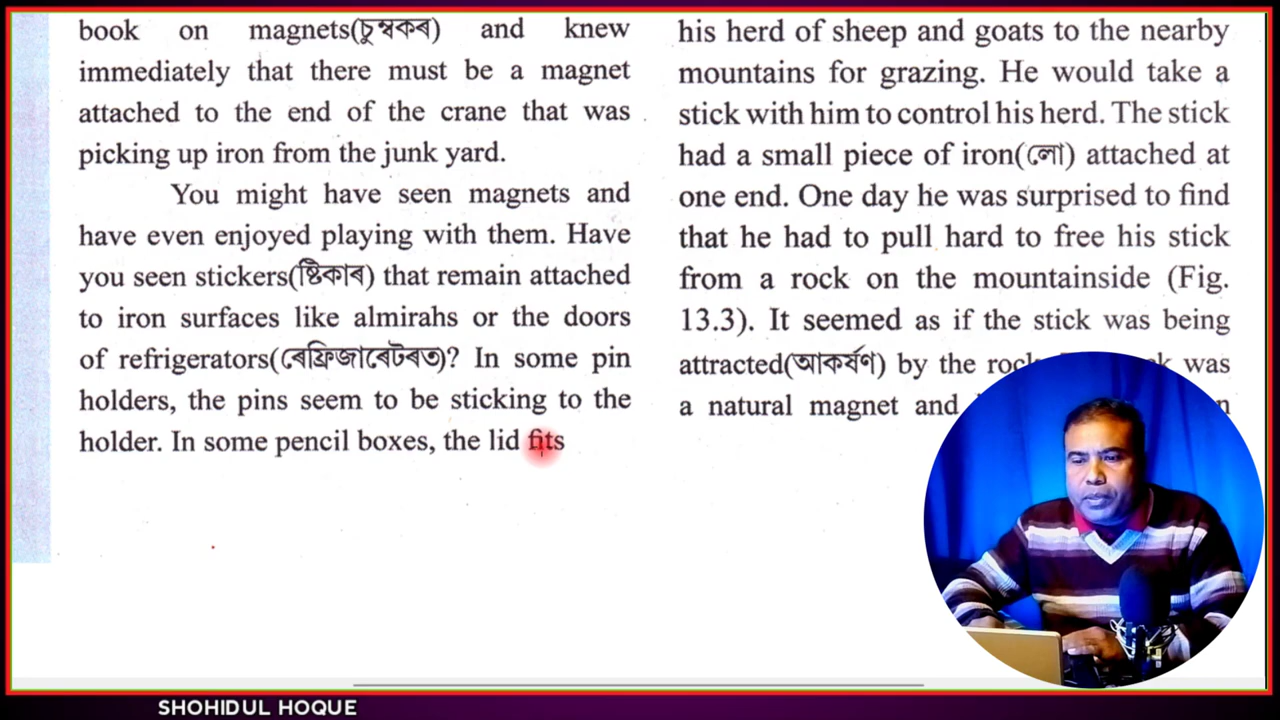 book on magnets(চুম্বকৰ) and knew
immediately that there must be a magnet
attached to the end of the crane that was
picking up iron from the junk yard.
You might have seen magnets and
have even enjoyed playing with them. Have
you seen stickers(ষ্টিকাৰ) that remain attached
to iron surfaces like almirahs or the doors
of refrigerators(ৰেফ্ৰিজাৰেটৰত)? In some pin
holders, the pins seem to be sticking to the
holder. In some pencil boxes, the lid fits
his herd of sheep and goats to the nearby
mountains for grazing. He would take a
stick with him to control his herd. The stick
had a small piece of iron(লো) attached at
one end. One day he was surprised to find
that he had to pull hard to free his stick
from a rock on the mountainside (Fig.
13.3). It seemed as if the stick was being
attracted(আকৰ্ষণ) by the was
a natural magnet and
SHOHIDUL HOQUE